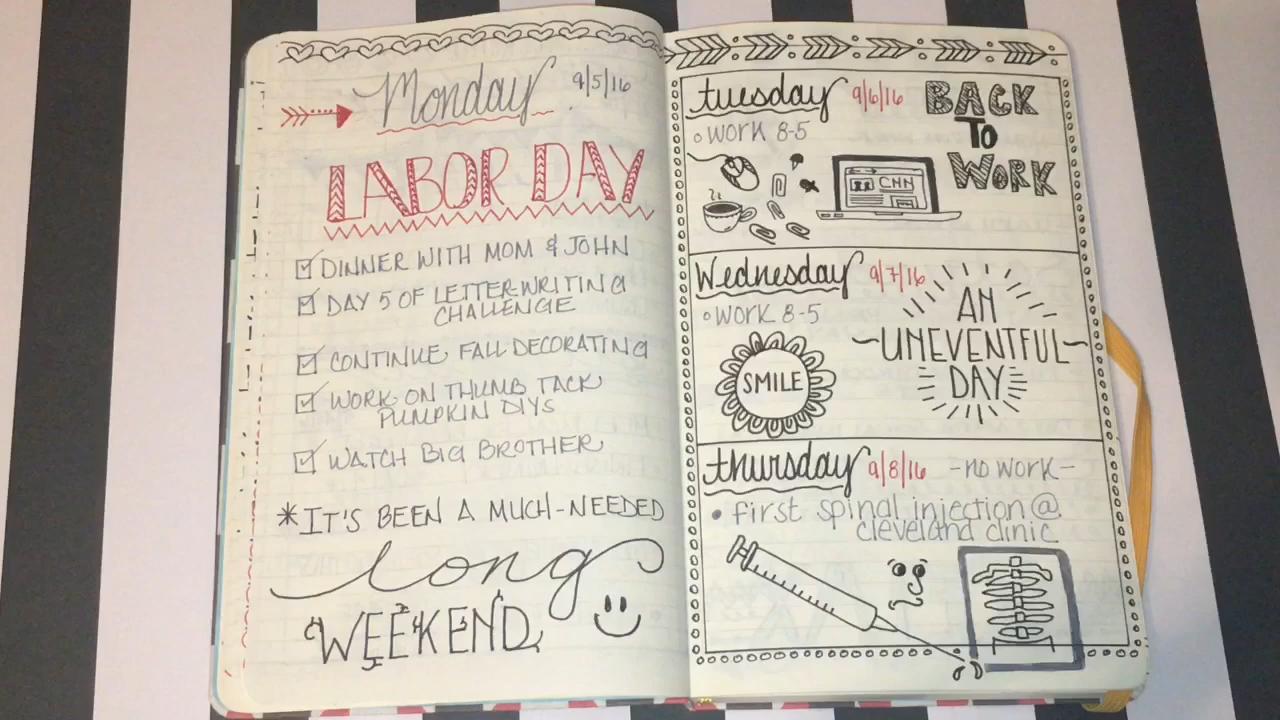 Monday 9/5/16
LABOR DAY
DINNER WITH MOM & JOHN
DAY 5 OF LETTER-WRITING
CHALLENGE
CONTINUE FALL DECORATING
WORK ON THUMB TACK
PUMPKIN DIYS
WATCH BIG BROTHER
*IT'S BEEN A MUCH-NEEDED
long
WEEKEND
tuesday 9/6/16
BACK
TO
WORK
work 8-5
CNN
Wednesday 9/7/16
work 8-5
AN
UNEVENTFUL
DAY
SMILE
thursday 9/8/16 -no work-
• first spinal injection @
cleveland clinic